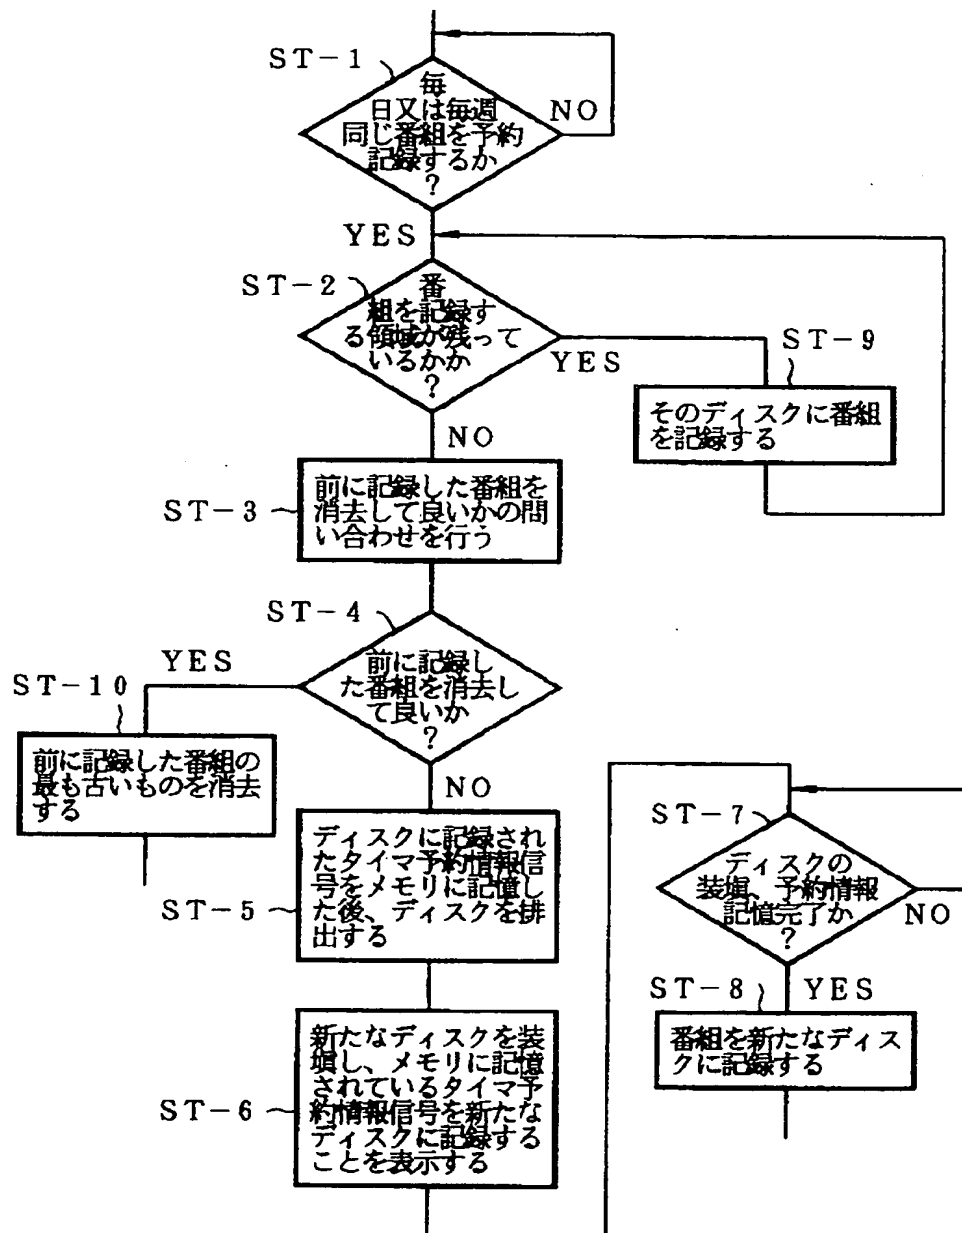 ST-1
毎
日又は毎週
同じ番組を予約
記録するか
?
NO
YES
ST-2
番
組を記録す
る領域が残って
いるかか
?
YES
NO
ST-9
そのディスクに番組
を記録する
ST-3
前に記録した番組を
消去して良いかの問
い合わせを行う
ST-4
前に記録し
た番組を消去し
て良いか
?
YES
NO
ST-10
前に記録した番組の
最も古いものを消去
する
ST-5
ディスクに記録され
たタイマ予約情報信
号をメモリに記憶し
た後、ディスクを排
出する
ST-6
新たなディスクを装
塡し、メモリに記憶
されているタイマ予
約情報信号を新たな
ディスクに記録する
ことを表示する
ST-7
ディスクの
装塡、予約情報
記憶完了か
?
NO
YES
ST-8
番組を新たなディス
クに記録する